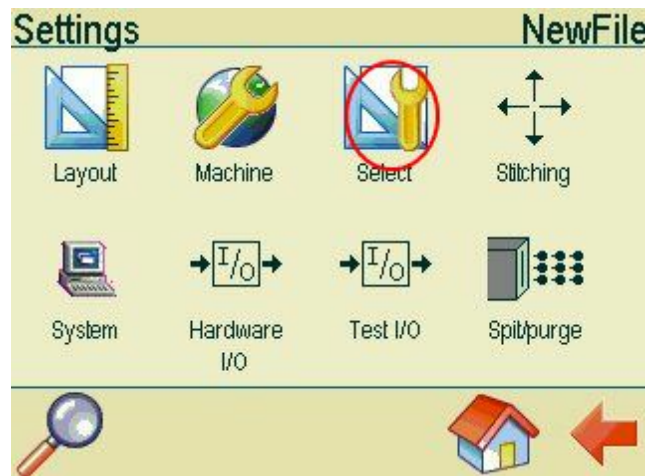 Settings NewFile
Layout Machine Select Stitching
System Hardware I/O Test I/O Spit/purge
I/O I/O